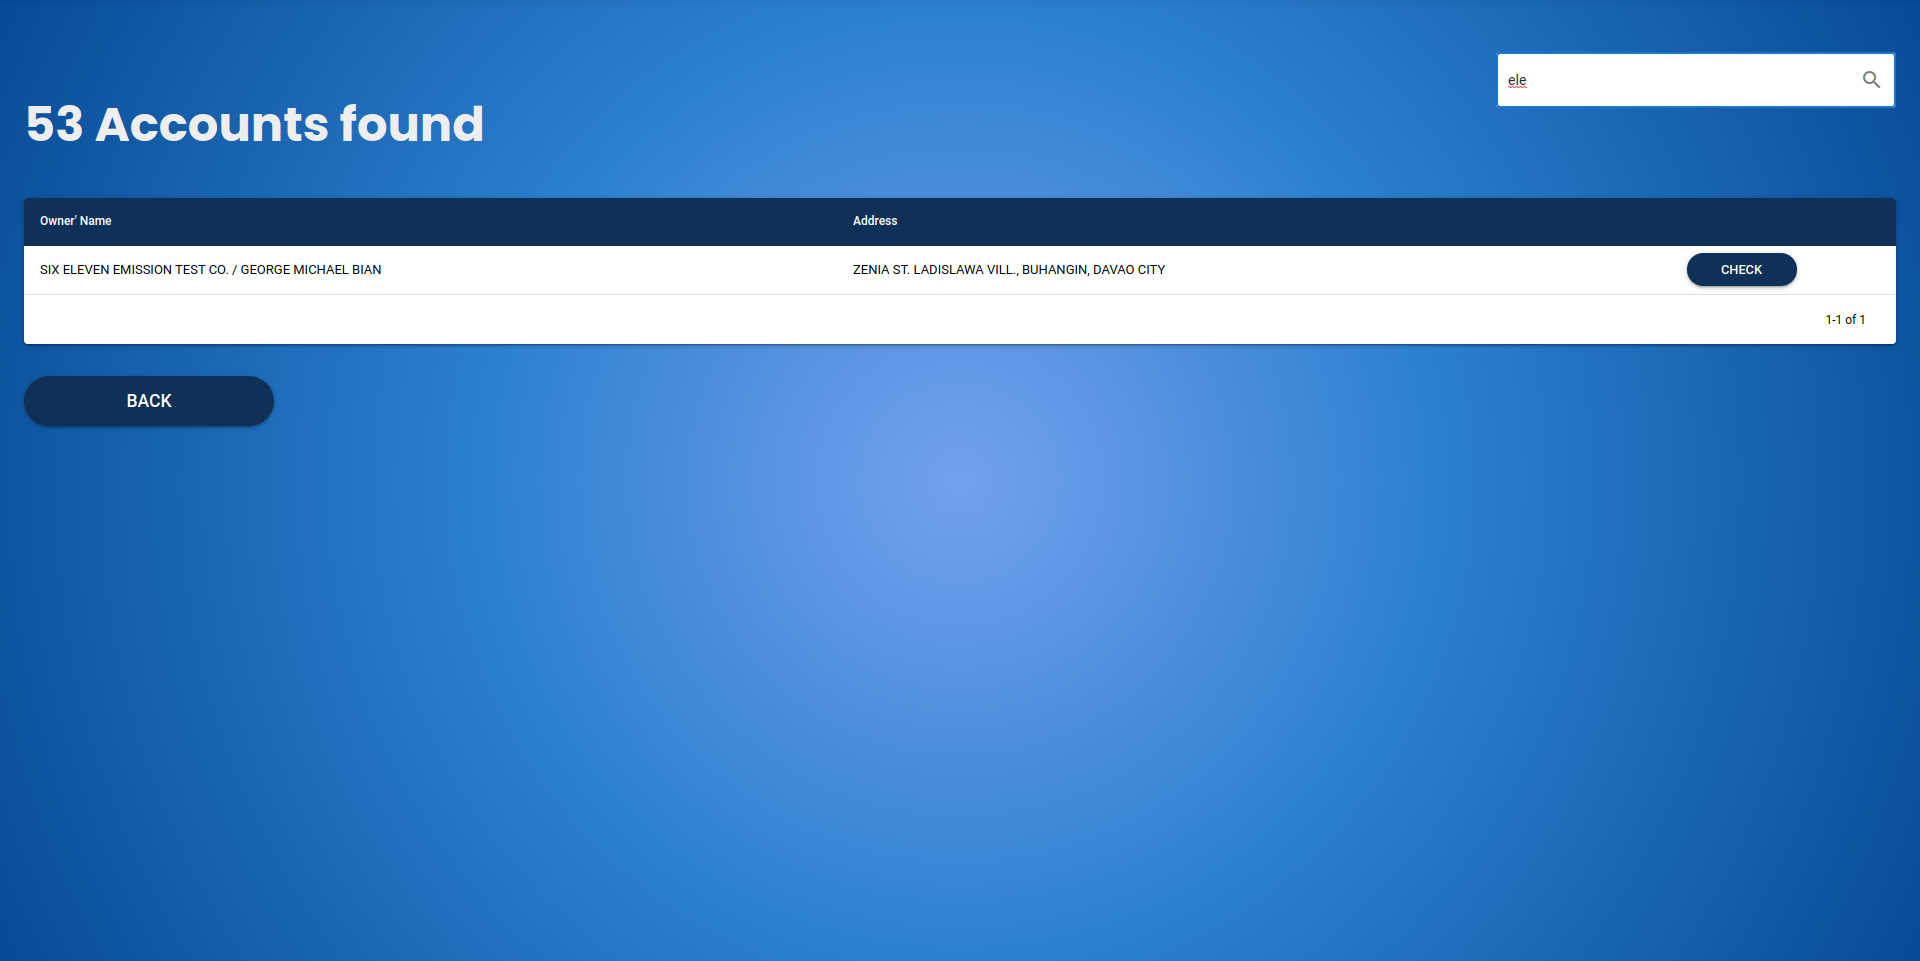 ele
53 Accounts found
Owner' Name Address
SIX ELEVEN EMISSION TEST CO. / GEORGE MICHAEL BIAN ZENIA ST. LADISLAWA VILL., BUHANGIN, DAVAO CITY CHECK
1-1 of 1
BACK